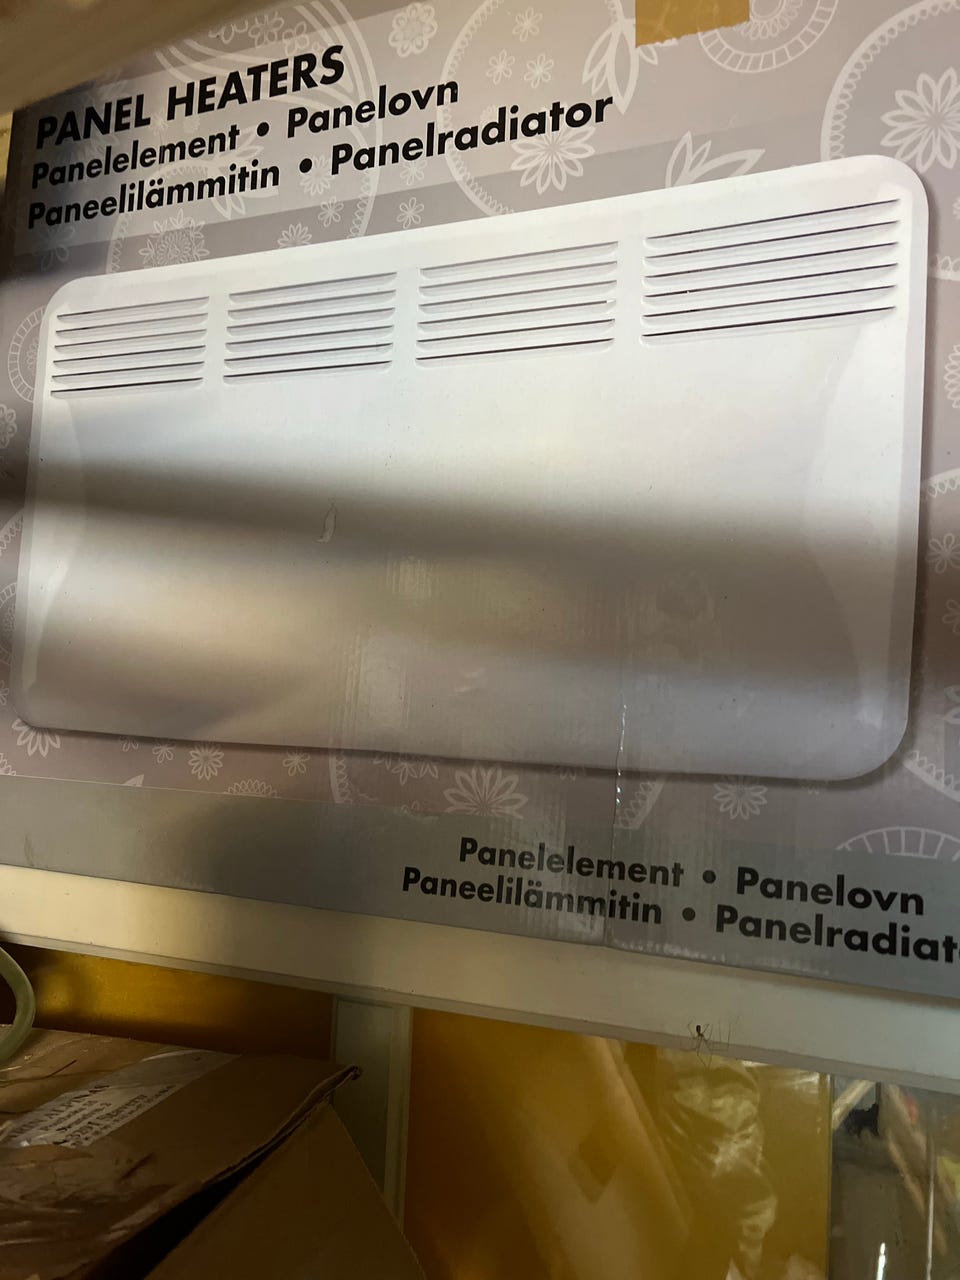 PANEL HEATERS
Panelelement • Panelovn
Paneelilämmitin • Panelradiator
Panelelement • Panelovn
Paneelilämmitin • Panelradiat